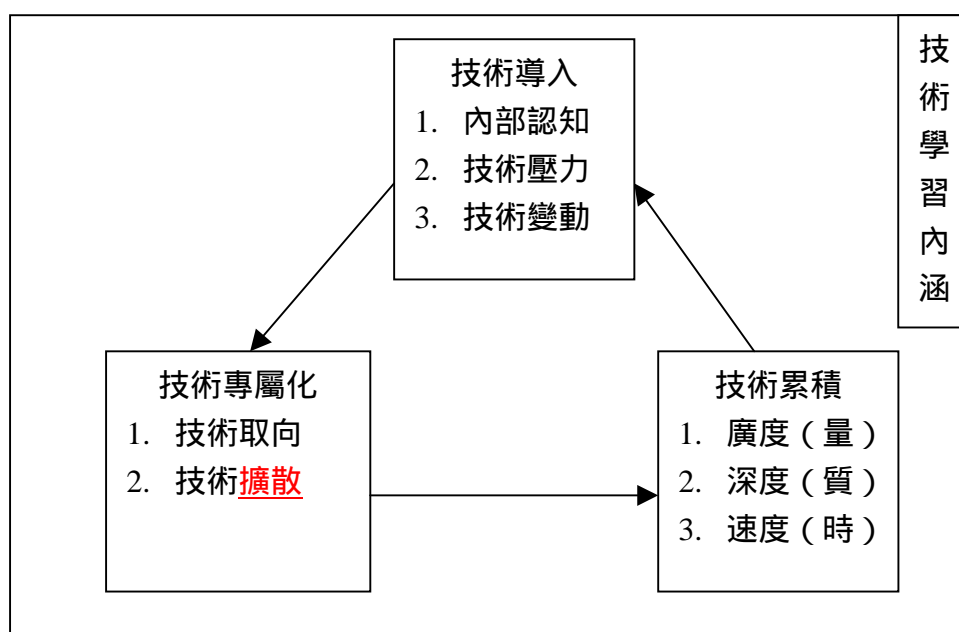 技術學習內涵
技術導入
1. 內部認知
2. 技術壓力
3. 技術變動
技術專屬化
1. 技術取向
2. 技術擴散
技術累積
1. 廣度（量）
2. 深度（質）
3. 速度（時）